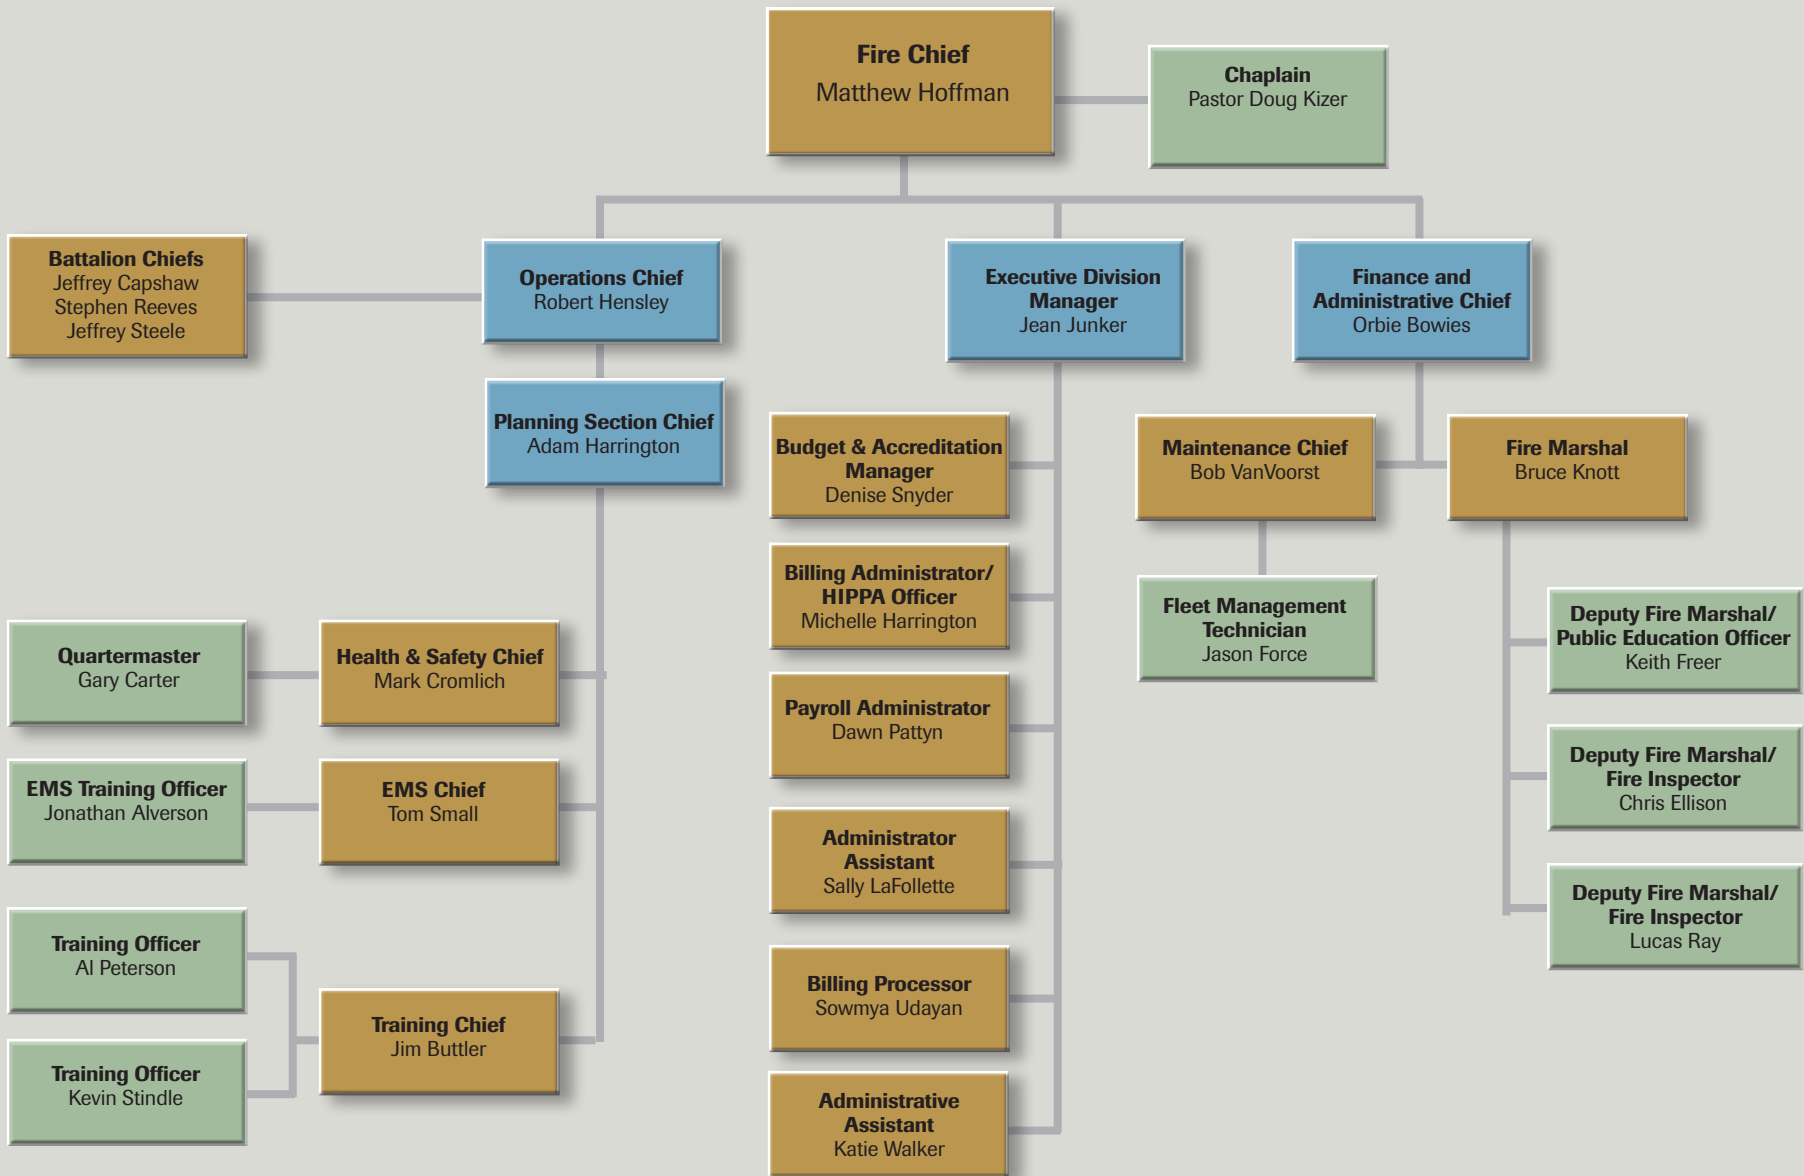 Fire Chief
Matthew Hoffman
Chaplain
Pastor Doug Kizer
Battalion Chiefs
Jeffrey Capshaw
Stephen Reeves
Jeffrey Steele
Operations Chief
Robert Hensley
Executive Division
Manager
Jean Junker
Finance and
Administrative Chief
Orbie Bowies
Planning Section Chief
Adam Harrington
Budget & Accreditation
Manager
Denise Snyder
Maintenance Chief
Bob VanVoorst
Fire Marshal
Bruce Knott
Billing Administrator/
HIPPA Officer
Michelle Harrington
Fleet Management
Technician
Jason Force
Deputy Fire Marshal/
Public Education Officer
Keith Freer
Quartermaster
Gary Carter
Health & Safety Chief
Mark Cromlich
Payroll Administrator
Dawn Pattyn
Deputy Fire Marshal/
Fire Inspector
Chris Ellison
EMS Training Officer
Jonathan Alverson
EMS Chief
Tom Small
Administrator
Assistant
Sally LaFollette
Deputy Fire Marshal/
Fire Inspector
Lucas Ray
Training Officer
Al Peterson
Billing Processor
Sowmya Udayan
Training Chief
Jim Buttler
Training Officer
Kevin Stindle
Administrative
Assistant
Katie Walker